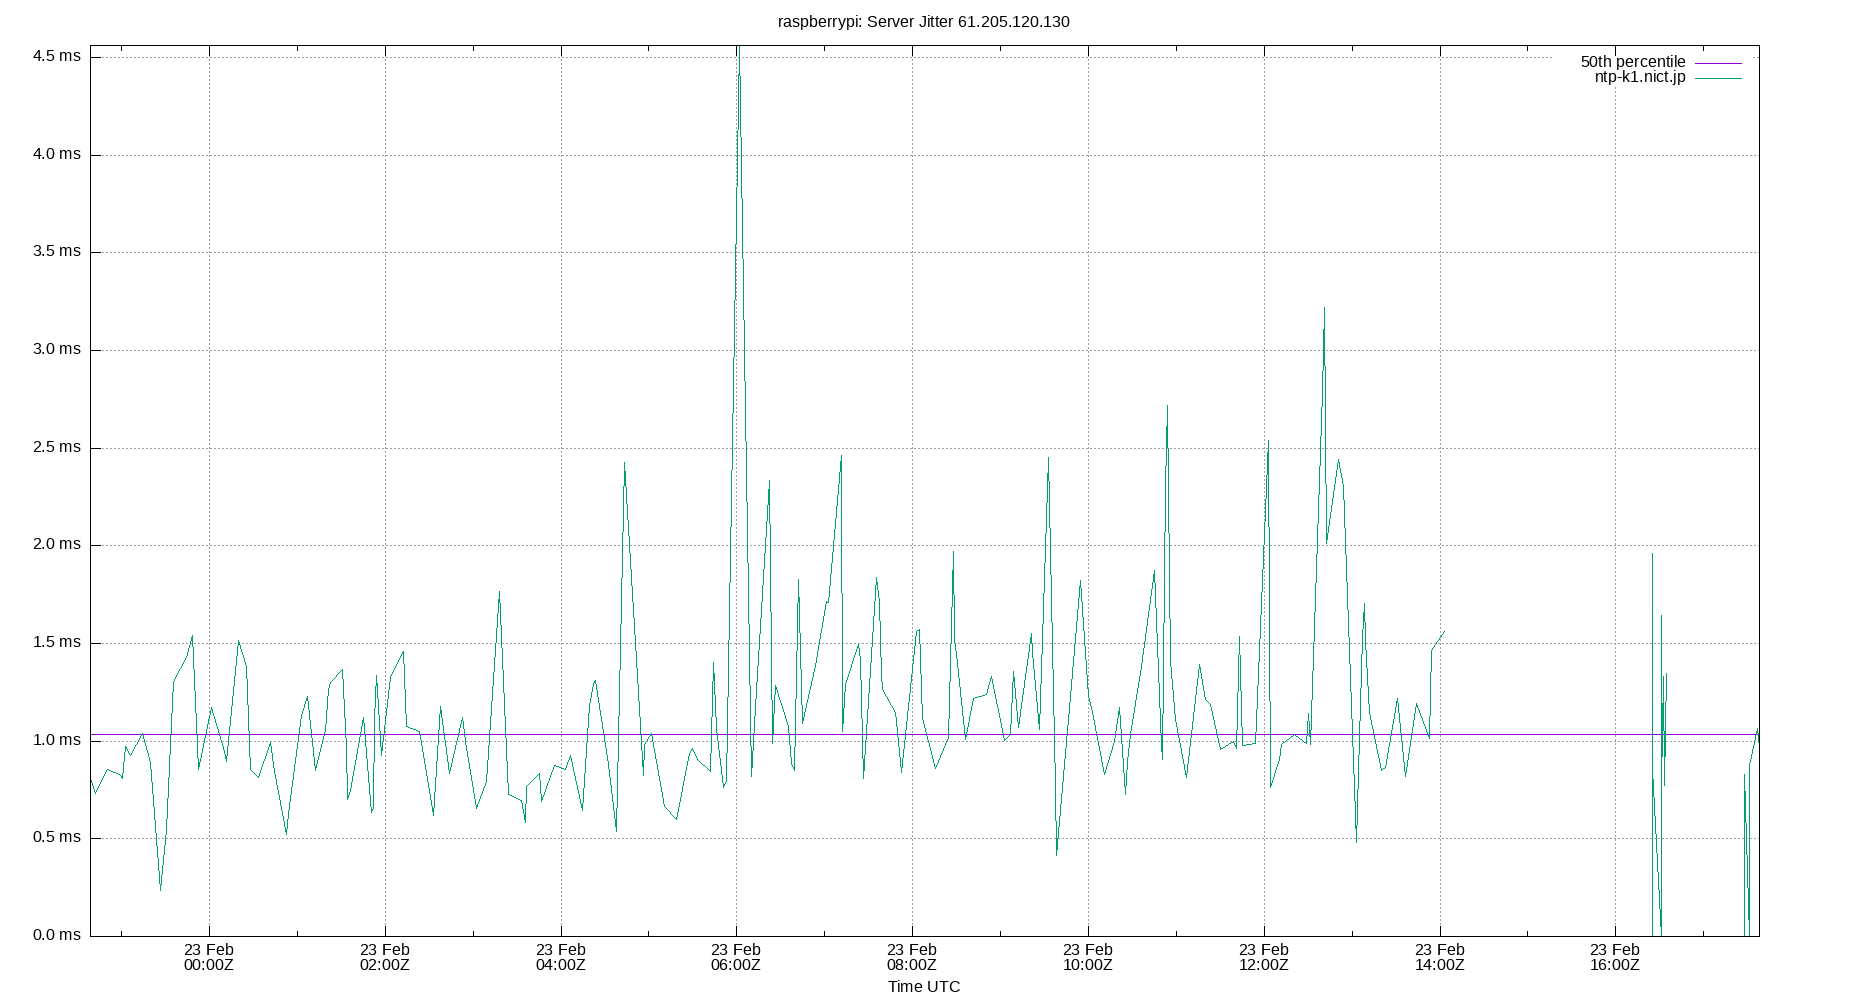 raspberrypi: Server Jitter 61.205.120.130
50th percentile
ntp-k1.nict.jp
4.5 ms
4.0 ms
3.5 ms
3.0 ms
2.5 ms
2.0 ms
1.5 ms
1.0 ms
0.5 ms
0.0 ms
23 Feb 23 Feb 23 Feb 23 Feb 23 Feb 23 Feb 23 Feb 23 Feb 23 Feb
00:00Z 02:00Z 04:00Z 06:00Z 08:00Z 10:00Z 12:00Z 14:00Z 16:00Z
Time UTC